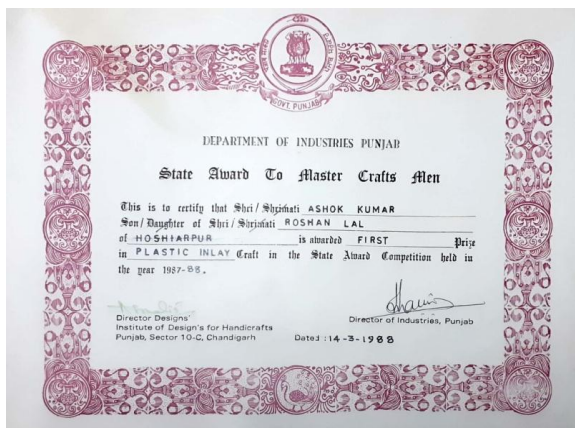 GOVT. PUNJAB
DEPARTMENT OF INDUSTRIES PUNJAB
State Award To Master Crafts Men
This is to certify that Shri/Shrimati ASHOK KUMAR
Son/Daughter of Shri/Shrimati ROSHAN LAL
of HOSHIARPUR is awarded FIRST Prize
in PLASTIC INLAY Craft in the State Award Competition held in
the year 1987-88.
Director Designs'
Institute of Design's for Handicrafts
Punjab, Sector 10-C, Chandigarh
Director of Industries, Punjab
Dated :14-3-1988